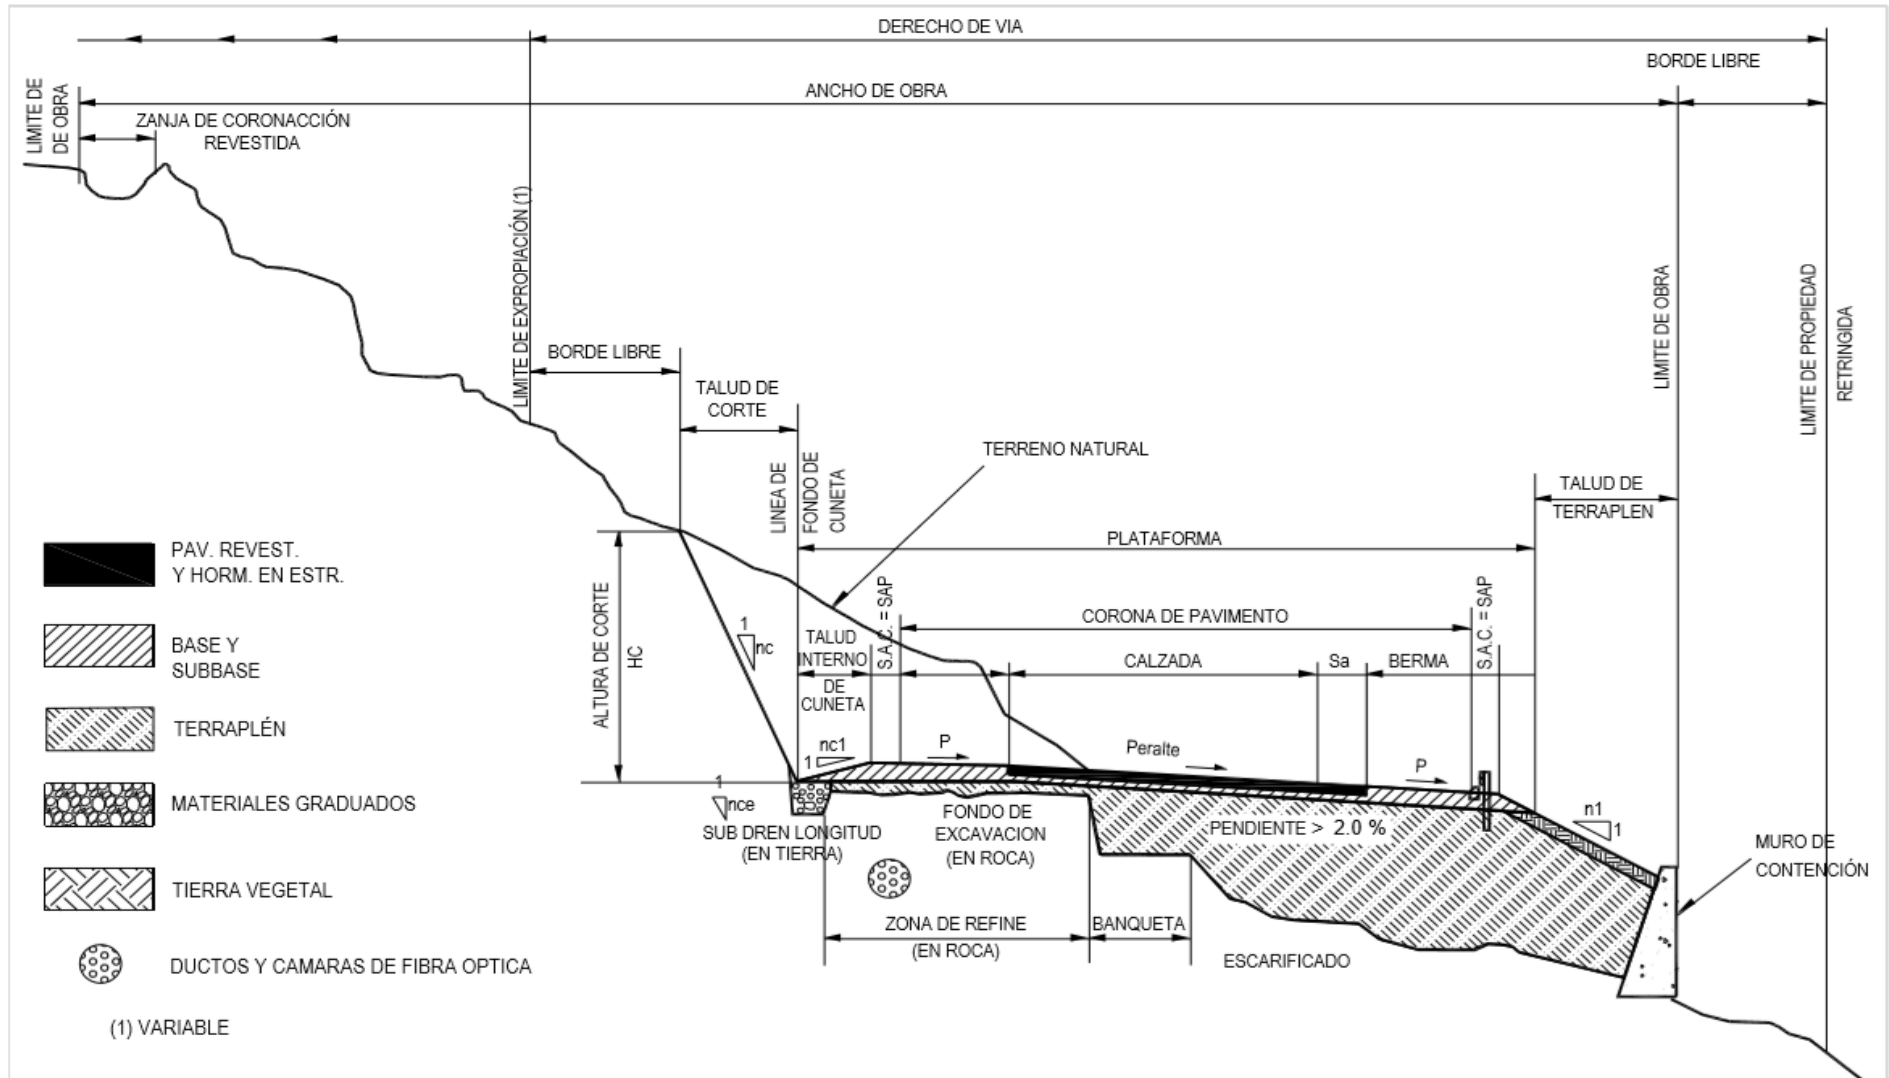 DERECHO DE VIA
BORDE LIBRE
ANCHO DE OBRA
LIMITE DE
DE OBRA
ZANJA DE CORONACCIÓN
REVESTIDA
LIMITE DE EXPROPIACIÓN (1)
BORDE LIBRE
TALUD DE
CORTE
LINEA DE
FONDO DE
CUNETA
TERRENO NATURAL
LIMITE DE OBRA
LIMITE DE PROPIEDAD
RETRINGIDA
TALUD DE
TERRAPLEN
PLATAFORMA
S.A.C. = SAP
CORONA DE PAVIMENTO
S.A.C. = SAP
ALTURA DE CORTE
HC
1
nc
TALUD
INTERNO
DE
CUNETA
CALZADA
Sa
BERMA
nc1
1
P
Peralte
P
1
nce
SUB DREN LONGITUD
(EN TIERRA)
FONDO DE
EXCAVACION
(EN ROCA)
PENDIENTE > 2.0 %
n1
1
MURO DE
CONTENCIÓN
ZONA DE REFINE
(EN ROCA)
BANQUETA
ESCARIFICADO
PAV. REVEST.
Y HORM. EN ESTR.
BASE Y
SUBBASE
TERRAPLÉN
MATERIALES GRADUADOS
TIERRA VEGETAL
DUCTOS Y CAMARAS DE FIBRA OPTICA
(1) VARIABLE